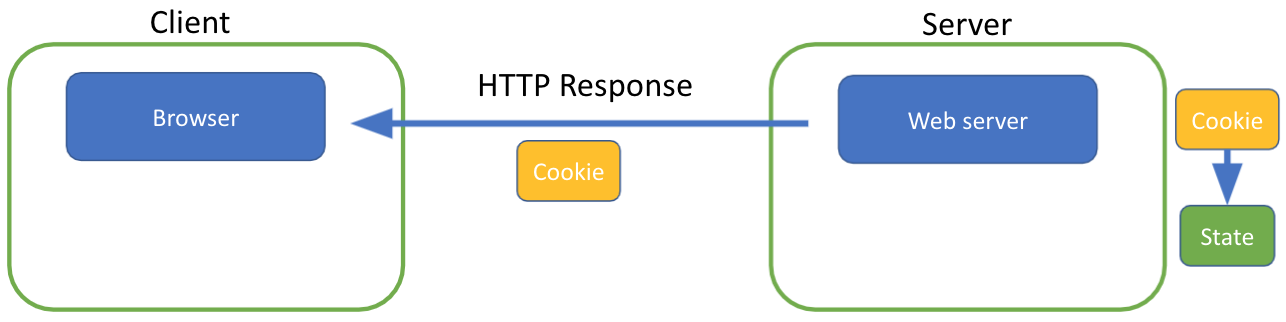 Client
Server
Browser
HTTP Response
Web server
Cookie
Cookie
State